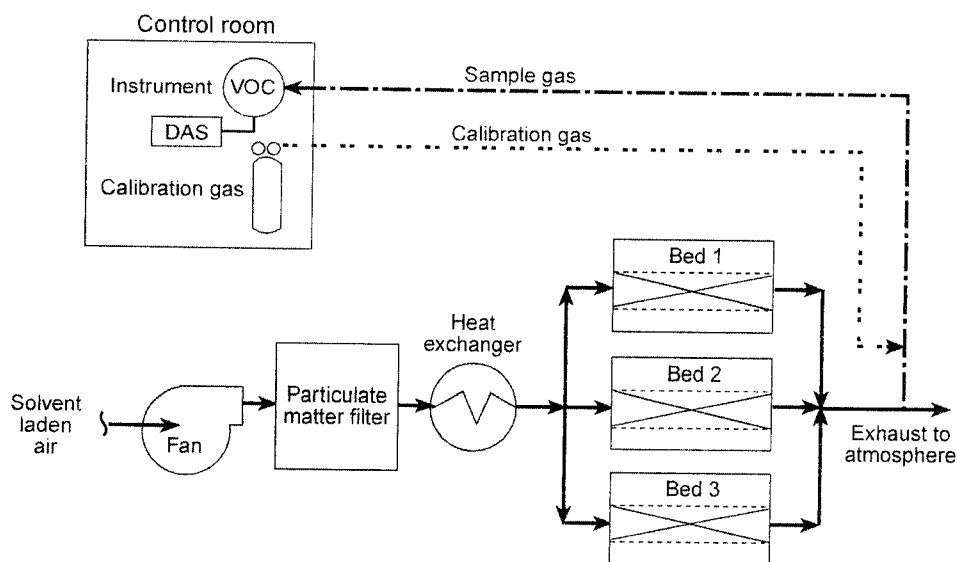 Control room
Instrument
VOC
DAS
Calibration gas
Sample gas
Calibration gas
Bed 1
Bed 2
Bed 3
Heat
exchanger
Particulate
matter filter
Solvent
laden
air
Fan
Exhaust to
atmosphere